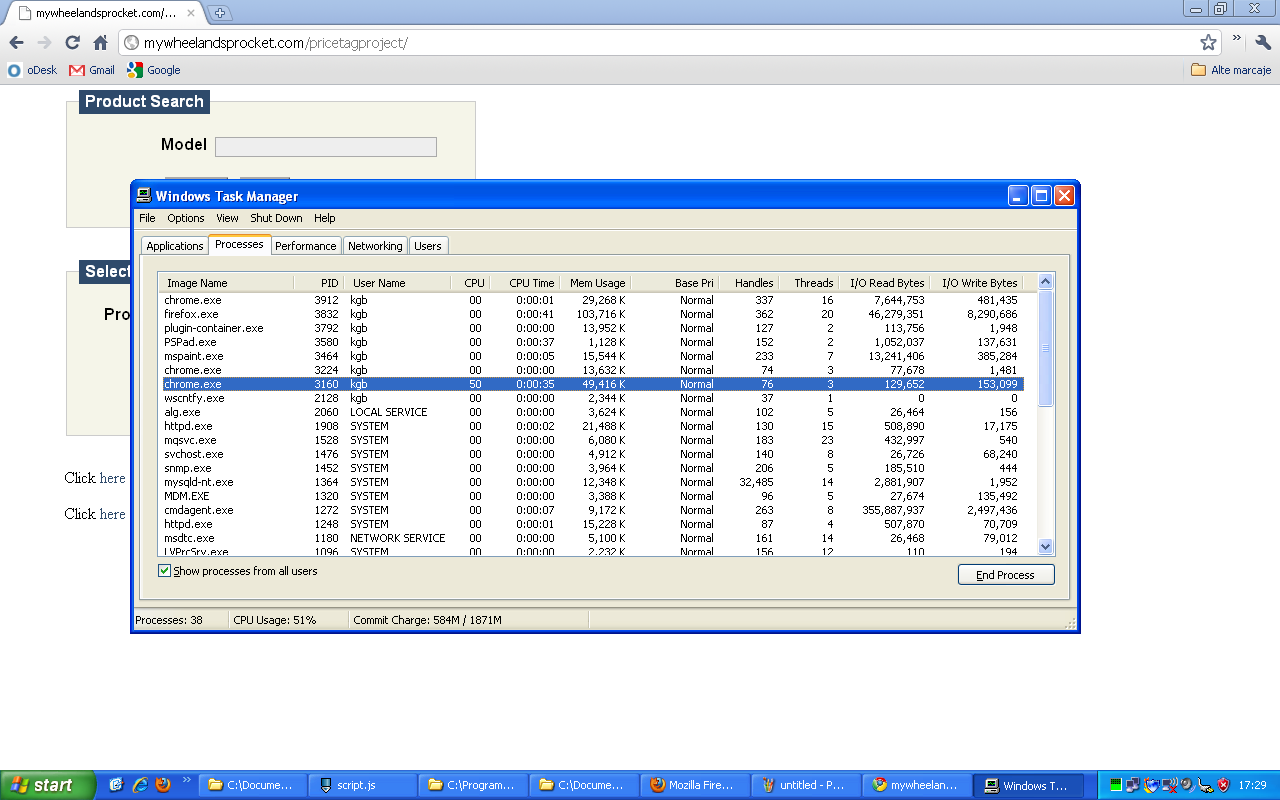 mywheelandsprocket.com/...
mywheelandsprocket.com/pricetagproject/
oDesk Gmail Google Alte marcaje
Product Search
Model
Select
Pro
Click here
Click here
Windows Task Manager
File Options View Shut Down Help
Applications Processes Performance Networking Users
Image Name PID User Name CPU CPU Time Mem Usage Base Pri Handles Threads I/O Read Bytes I/O Write Bytes
chrome.exe 3912 kgb 00 0:00:01 29,268 K Normal 337 16 7,644,753 481,435
firefox.exe 3832 kgb 00 0:00:41 103,716 K Normal 362 20 46,279,351 8,290,686
plugin-container.exe 3792 kgb 00 0:00:00 13,952 K Normal 127 2 113,756 1,948
PSPad.exe 3580 kgb 00 0:00:37 1,128 K Normal 152 2 1,052,037 137,631
mspaint.exe 3464 kgb 00 0:00:05 15,544 K Normal 233 7 13,241,406 385,284
chrome.exe 3224 kgb 00 0:00:00 13,632 K Normal 74 3 77,678 1,481
chrome.exe 3160 kgb 50 0:00:35 49,416 K Normal 76 3 129,652 153,099
wscntfy.exe 2128 kgb 00 0:00:00 2,344 K Normal 37 1 0 0
alg.exe 2060 LOCAL SERVICE 00 0:00:00 3,624 K Normal 102 5 26,464 156
httpd.exe 1908 SYSTEM 00 0:00:02 21,488 K Normal 130 15 508,890 17,175
mqsvc.exe 1528 SYSTEM 00 0:00:00 6,080 K Normal 183 23 432,997 540
svchost.exe 1476 SYSTEM 00 0:00:00 4,912 K Normal 140 8 26,726 68,240
snmp.exe 1452 SYSTEM 00 0:00:00 3,964 K Normal 206 5 185,510 444
mysqld-nt.exe 1364 SYSTEM 00 0:00:00 12,348 K Normal 32,485 14 2,881,907 1,952
MDM.EXE 1320 SYSTEM 00 0:00:00 3,388 K Normal 96 5 27,674 135,492
cmdagent.exe 1272 SYSTEM 00 0:00:07 9,172 K Normal 263 8 355,887,937 2,497,436
httpd.exe 1248 SYSTEM 00 0:00:01 15,228 K Normal 87 4 507,870 70,709
msdtc.exe 1180 NETWORK SERVICE 00 0:00:00 5,100 K Normal 161 14 26,468 79,012
LVPrcSrv.exe 1096 SYSTEM 00 0:00:00 2,232 K Normal 156 12 110 194
Show processes from all users
End Process
Processes: 38 CPU Usage: 51% Commit Charge: 584M / 1871M
start C:\Docume... script.js C:\Program... C:\Docume... Mozilla Fire... untitled - P... mywheelan... Windows T... 17:29